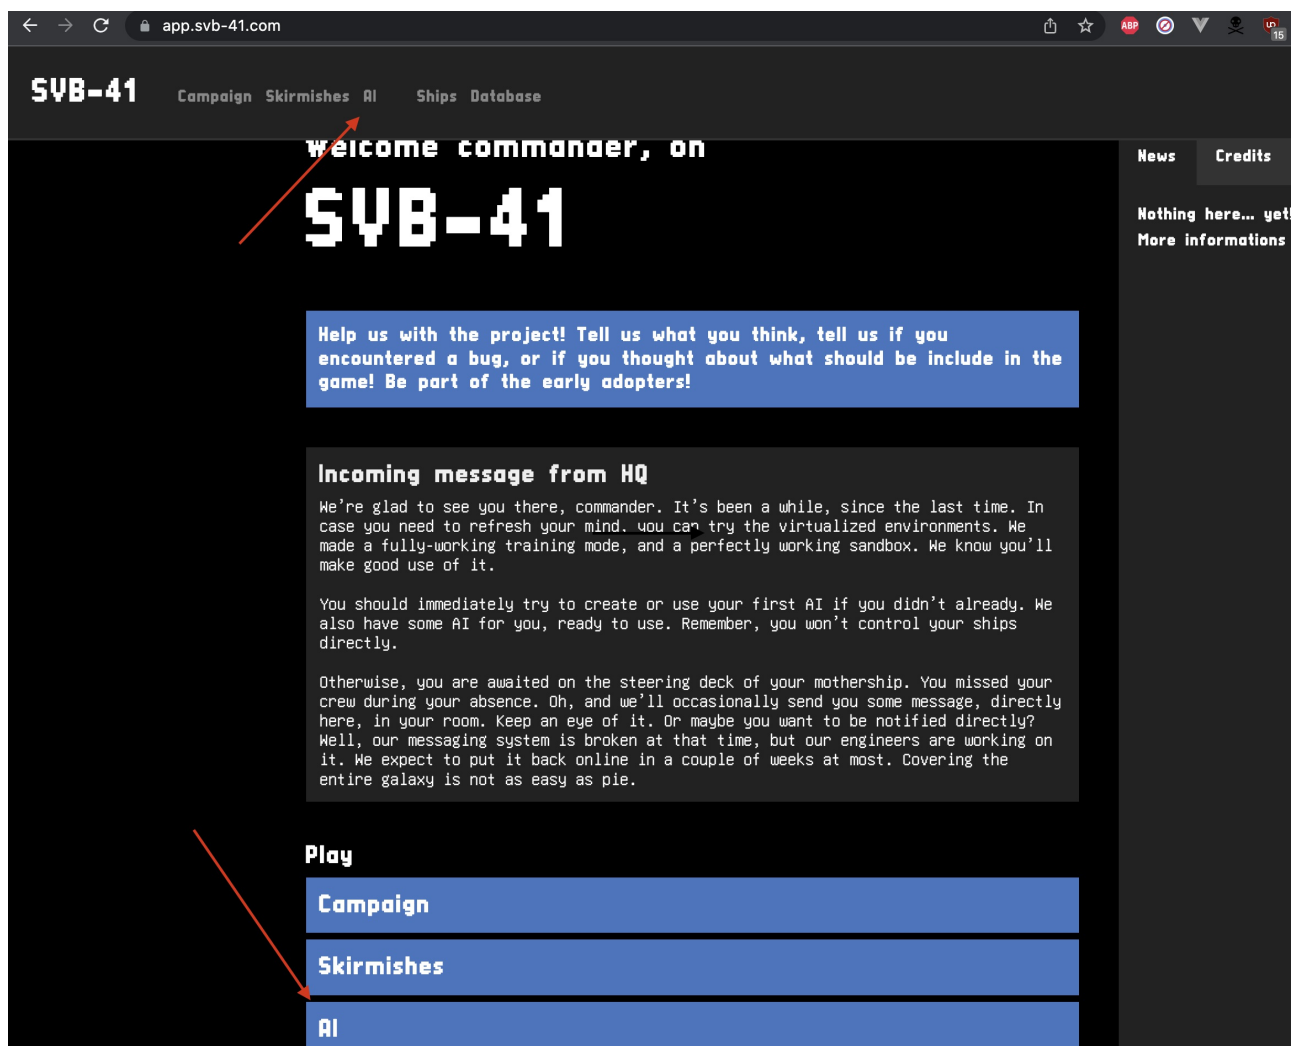 app.svb-41.com
ABP
15
SVB-41 Campaign Skirmishes AI Ships Database
Welcome commander, on
SVB-41
News Credits
Nothing here... yet!
More informations
Help us with the project! Tell us what you think, tell us if you
encountered a bug, or if you thought about what should be include in the
game! Be part of the early adopters!
Incoming message from HQ
We're glad to see you there, commander. It's been a while, since the last time. In
case you need to refresh your mind, you can try the virtualized environments. We
made a fully-working training mode, and a perfectly working sandbox. We know you'll
make good use of it.
You should immediately try to create or use your first AI if you didn't already. We
also have some AI for you, ready to use. Remember, you won't control your ships
directly.
Otherwise, you are awaited on the steering deck of your mothership. You missed your
crew during your absence. Oh, and we'll occasionally send you some message, directly
here, in your room. Keep an eye of it. Or maybe you want to be notified directly?
Well, our messaging system is broken at that time, but our engineers are working on
it. We expect to put it back online in a couple of weeks at most. Covering the
entire galaxy is not as easy as pie.
Play
Campaign
Skirmishes
AI